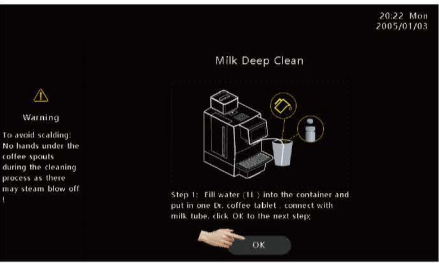 20:22 Mon
2005/01/03
Milk Deep Clean
Warning
To avoid scalding:
No hands under the
coffee spouts
during the cleaning
process as there
may steam blow off
!
Step 1: Fill water (1L ) into the container and
put in one Dr. coffee tablet , connect with
milk tube, click OK to the next step;
OK